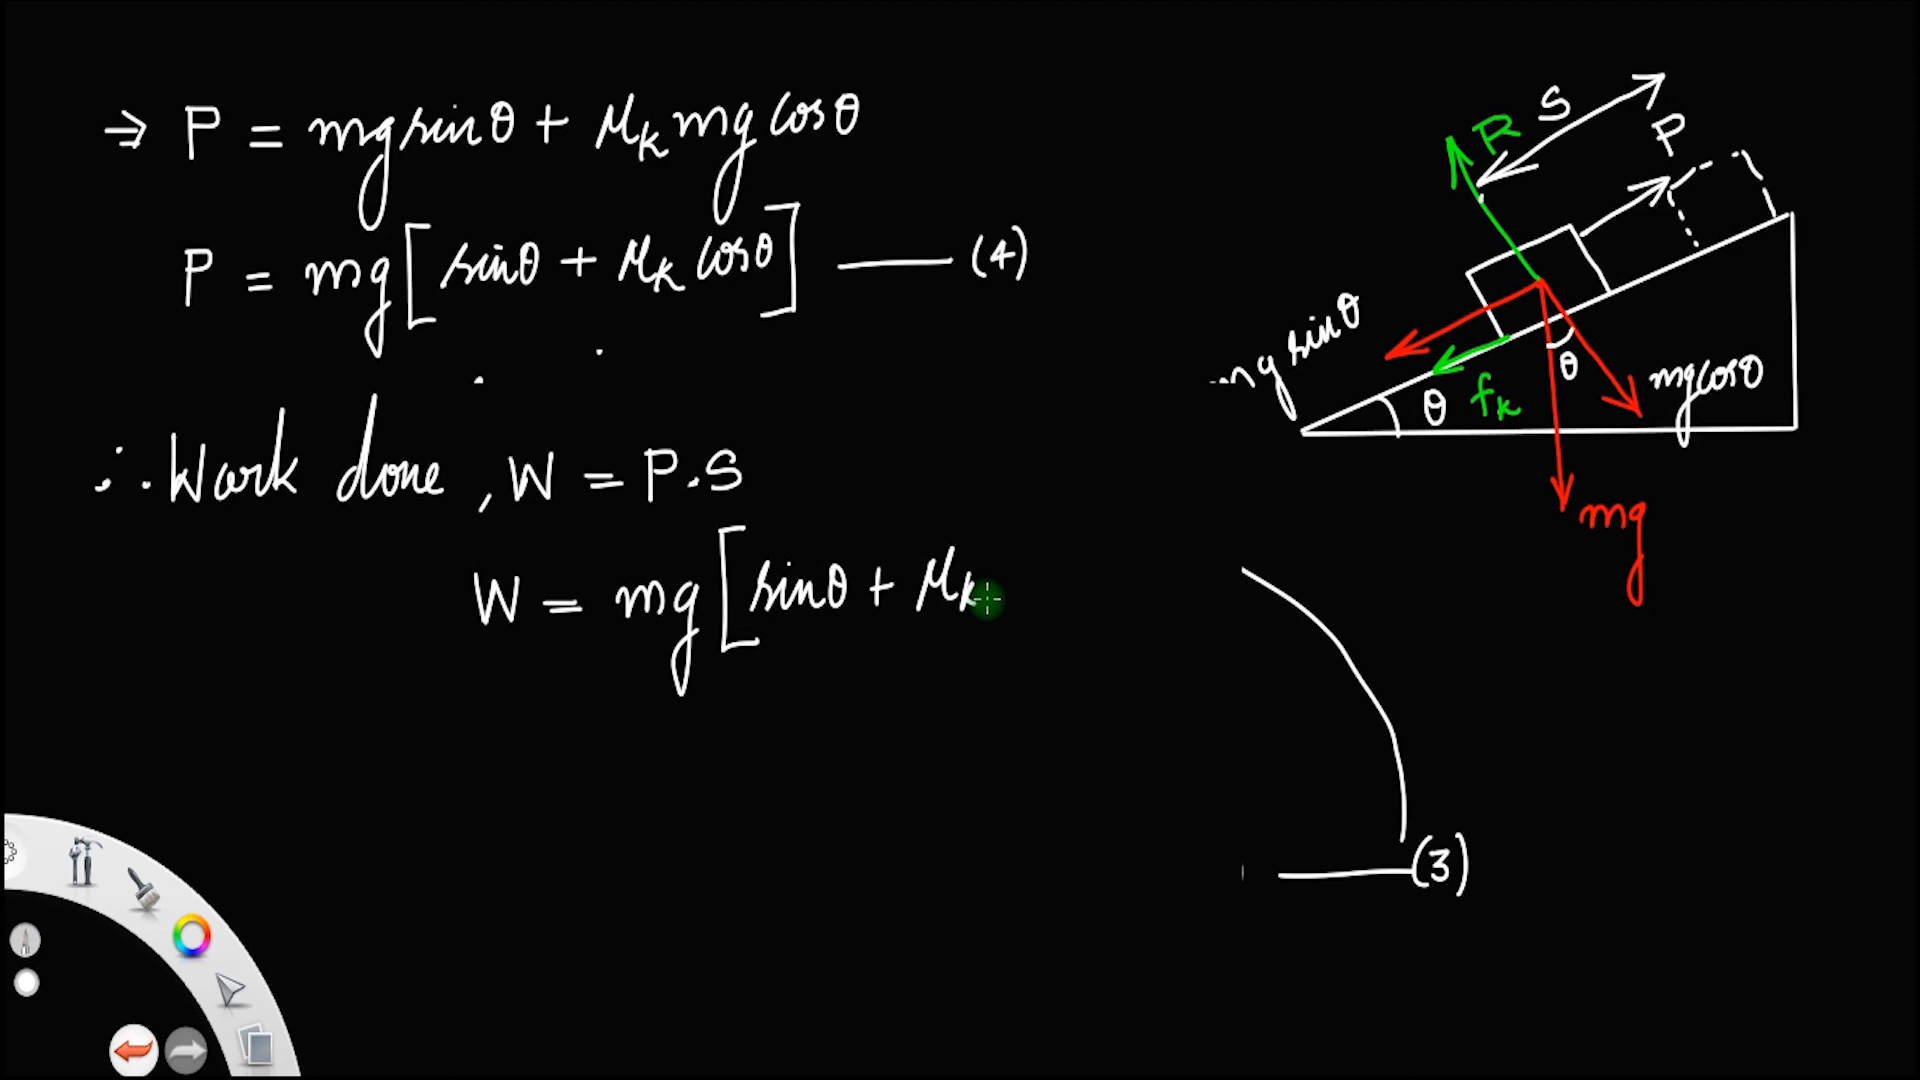 ⇒ P = mg sinθ + μₖ mg cosθ
P = mg [sinθ + μₖ cosθ] —— (4)
∴ Work done, W = P.S
W = mg [sinθ + μₖ
S
R
P
mg sinθ
θ
fₖ
θ
mg cosθ
mg
—— (3)